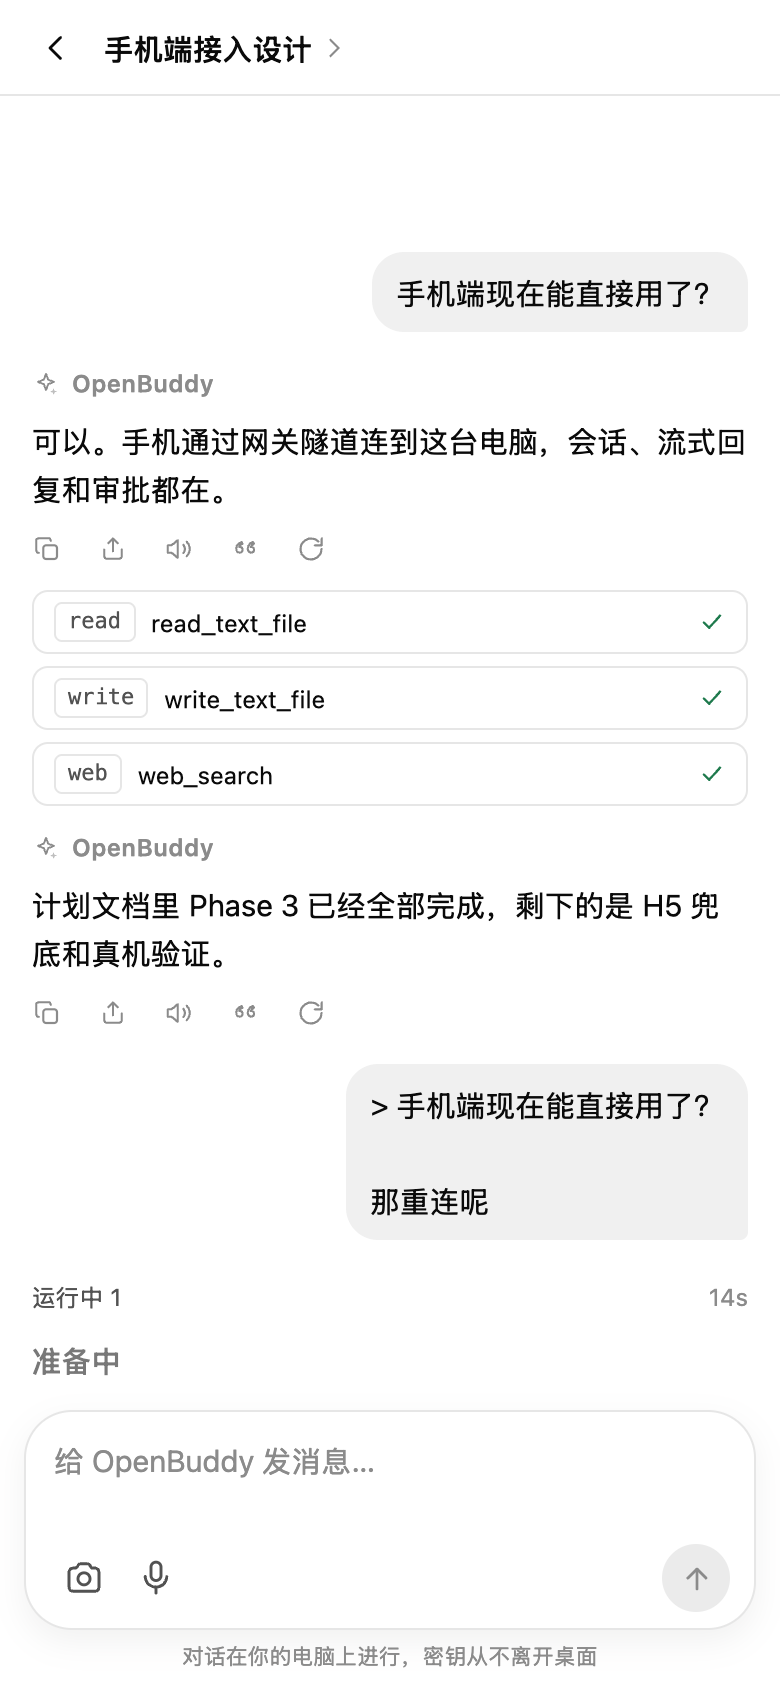 手机端接入设计
手机端现在能直接用了？
OpenBuddy
可以。手机通过网关隧道连到这台电脑，会话、流式回
复和审批都在。
read read_text_file
write write_text_file
web web_search
OpenBuddy
计划文档里 Phase 3 已经全部完成，剩下的是 H5 兜
底和真机验证。
> 手机端现在能直接用了？
那重连呢
运行中 1 14s
准备中
给 OpenBuddy 发消息...
对话在你的电脑上进行，密钥从不离开桌面